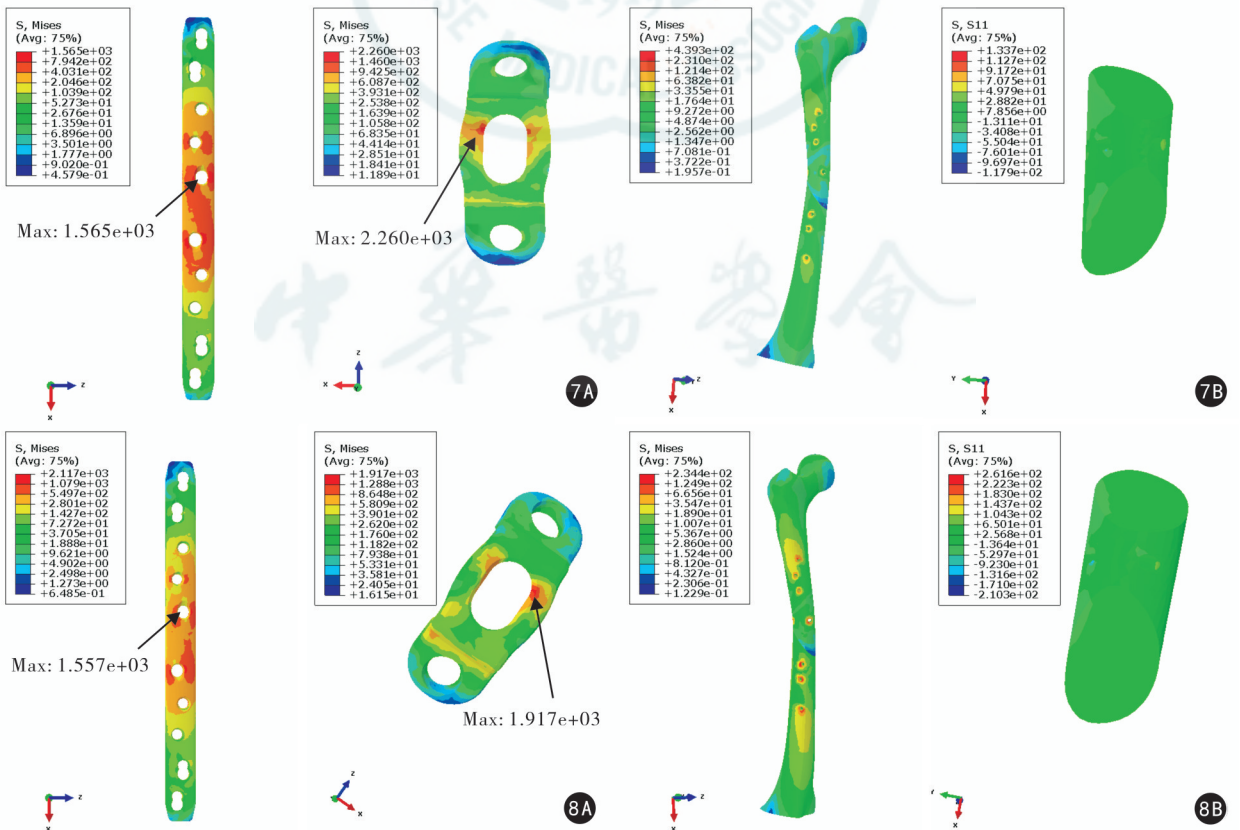 S, Mises
(Avg: 75%)
+1.565e+03
+7.942e+02
+4.031e+02
+2.046e+02
+1.039e+02
+5.273e+01
+2.676e+01
+1.359e+01
+6.896e+00
+3.501e+00
+1.777e+00
+9.020e-01
+4.579e-01
Max: 1.565e+03
Z
X
S, Mises
(Avg: 75%)
+2.260e+03
+1.460e+03
+9.425e+02
+6.087e+02
+3.931e+02
+2.538e+02
+1.639e+02
+1.058e+02
+6.835e+01
+4.414e+01
+2.851e+01
+1.841e+01
+1.189e+01
Max: 2.260e+03
Z
X
Y
7A
S, Mises
(Avg: 75%)
+4.393e+02
+2.310e+02
+1.214e+02
+6.382e+01
+3.355e+01
+1.764e+01
+9.272e+00
+4.874e+00
+2.562e+00
+1.347e+00
+7.081e-01
+3.722e-01
+1.957e-01
Y
Z
X
S, S11
(Avg: 75%)
+1.337e+02
+1.127e+02
+9.172e+01
+7.075e+01
+4.979e+01
+2.882e+01
+7.856e+00
-1.311e+01
-3.408e+01
-5.504e+01
-7.601e+01
-9.697e+01
-1.179e+02
Y
X
7B
中華醫學會
MEDICAL
S, Mises
(Avg: 75%)
+2.117e+03
+1.079e+03
+5.497e+02
+2.801e+02
+1.427e+02
+7.272e+01
+3.705e+01
+1.888e+01
+9.621e+00
+4.902e+00
+2.498e+00
+1.273e+00
+6.485e-01
Max: 1.557e+03
Z
X
S, Mises
(Avg: 75%)
+1.917e+03
+1.288e+03
+8.648e+02
+5.809e+02
+3.901e+02
+2.620e+02
+1.760e+02
+1.182e+02
+7.938e+01
+5.331e+01
+3.581e+01
+2.405e+01
+1.615e+01
Max: 1.917e+03
Z
X
8A
S, Mises
(Avg: 75%)
+2.344e+02
+1.249e+02
+6.656e+01
+3.547e+01
+1.890e+01
+1.007e+01
+5.367e+00
+2.860e+00
+1.524e+00
+8.120e-01
+4.327e-01
+2.306e-01
+1.229e-01
Z
X
S, S11
(Avg: 75%)
+2.616e+02
+2.223e+02
+1.830e+02
+1.437e+02
+1.043e+02
+6.501e+01
+2.568e+01
-1.364e+01
-5.297e+01
-9.230e+01
-1.316e+02
-1.710e+02
-2.103e+02
Y
X
8B